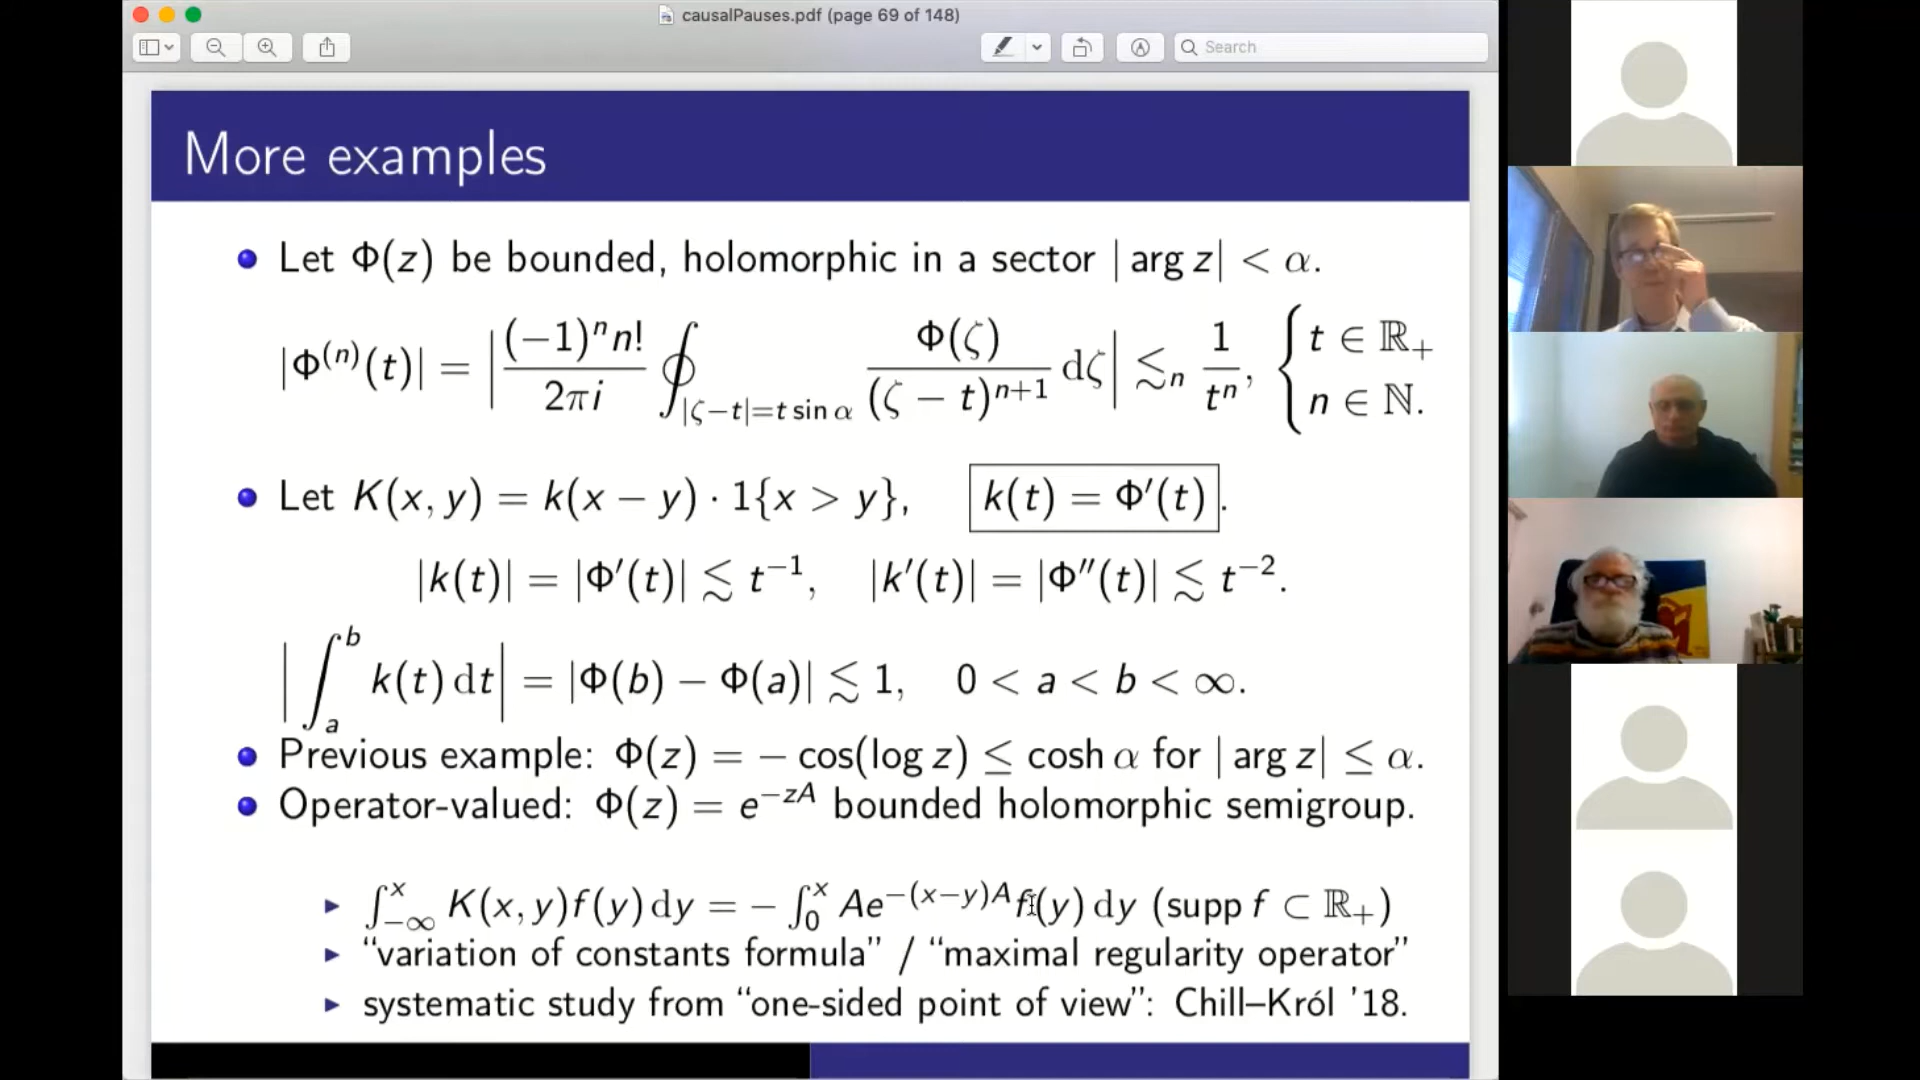 causalPauses.pdf (page 69 of 148)
Search
More examples
Let Φ(z) be bounded, holomorphic in a sector | arg z| < α.
|Φ⁽ⁿ⁾(t)| = |(−1)ⁿn!/2πi ∮_{|ζ−t|=t sin α} Φ(ζ)/(ζ − t)ⁿ⁺¹ dζ| ≲ₙ 1/tⁿ, { t ∈ ℝ₊ n ∈ ℕ.
Let K(x, y) = k(x − y) · 1{x > y}, k(t) = Φ′(t).
|k(t)| = |Φ′(t)| ≲ t⁻¹, |k′(t)| = |Φ″(t)| ≲ t⁻².
|∫_a^b k(t) dt| = |Φ(b) − Φ(a)| ≲ 1, 0 < a < b < ∞.
Previous example: Φ(z) = − cos(log z) ≤ cosh α for | arg z| ≤ α.
Operator-valued: Φ(z) = e^{−zA} bounded holomorphic semigroup.
∫_{−∞}^x K(x, y)f(y) dy = − ∫_0^x Ae^{−(x−y)A}f(y) dy (supp f ⊂ ℝ₊)
“variation of constants formula” / “maximal regularity operator”
systematic study from “one-sided point of view”: Chill–Król ’18.